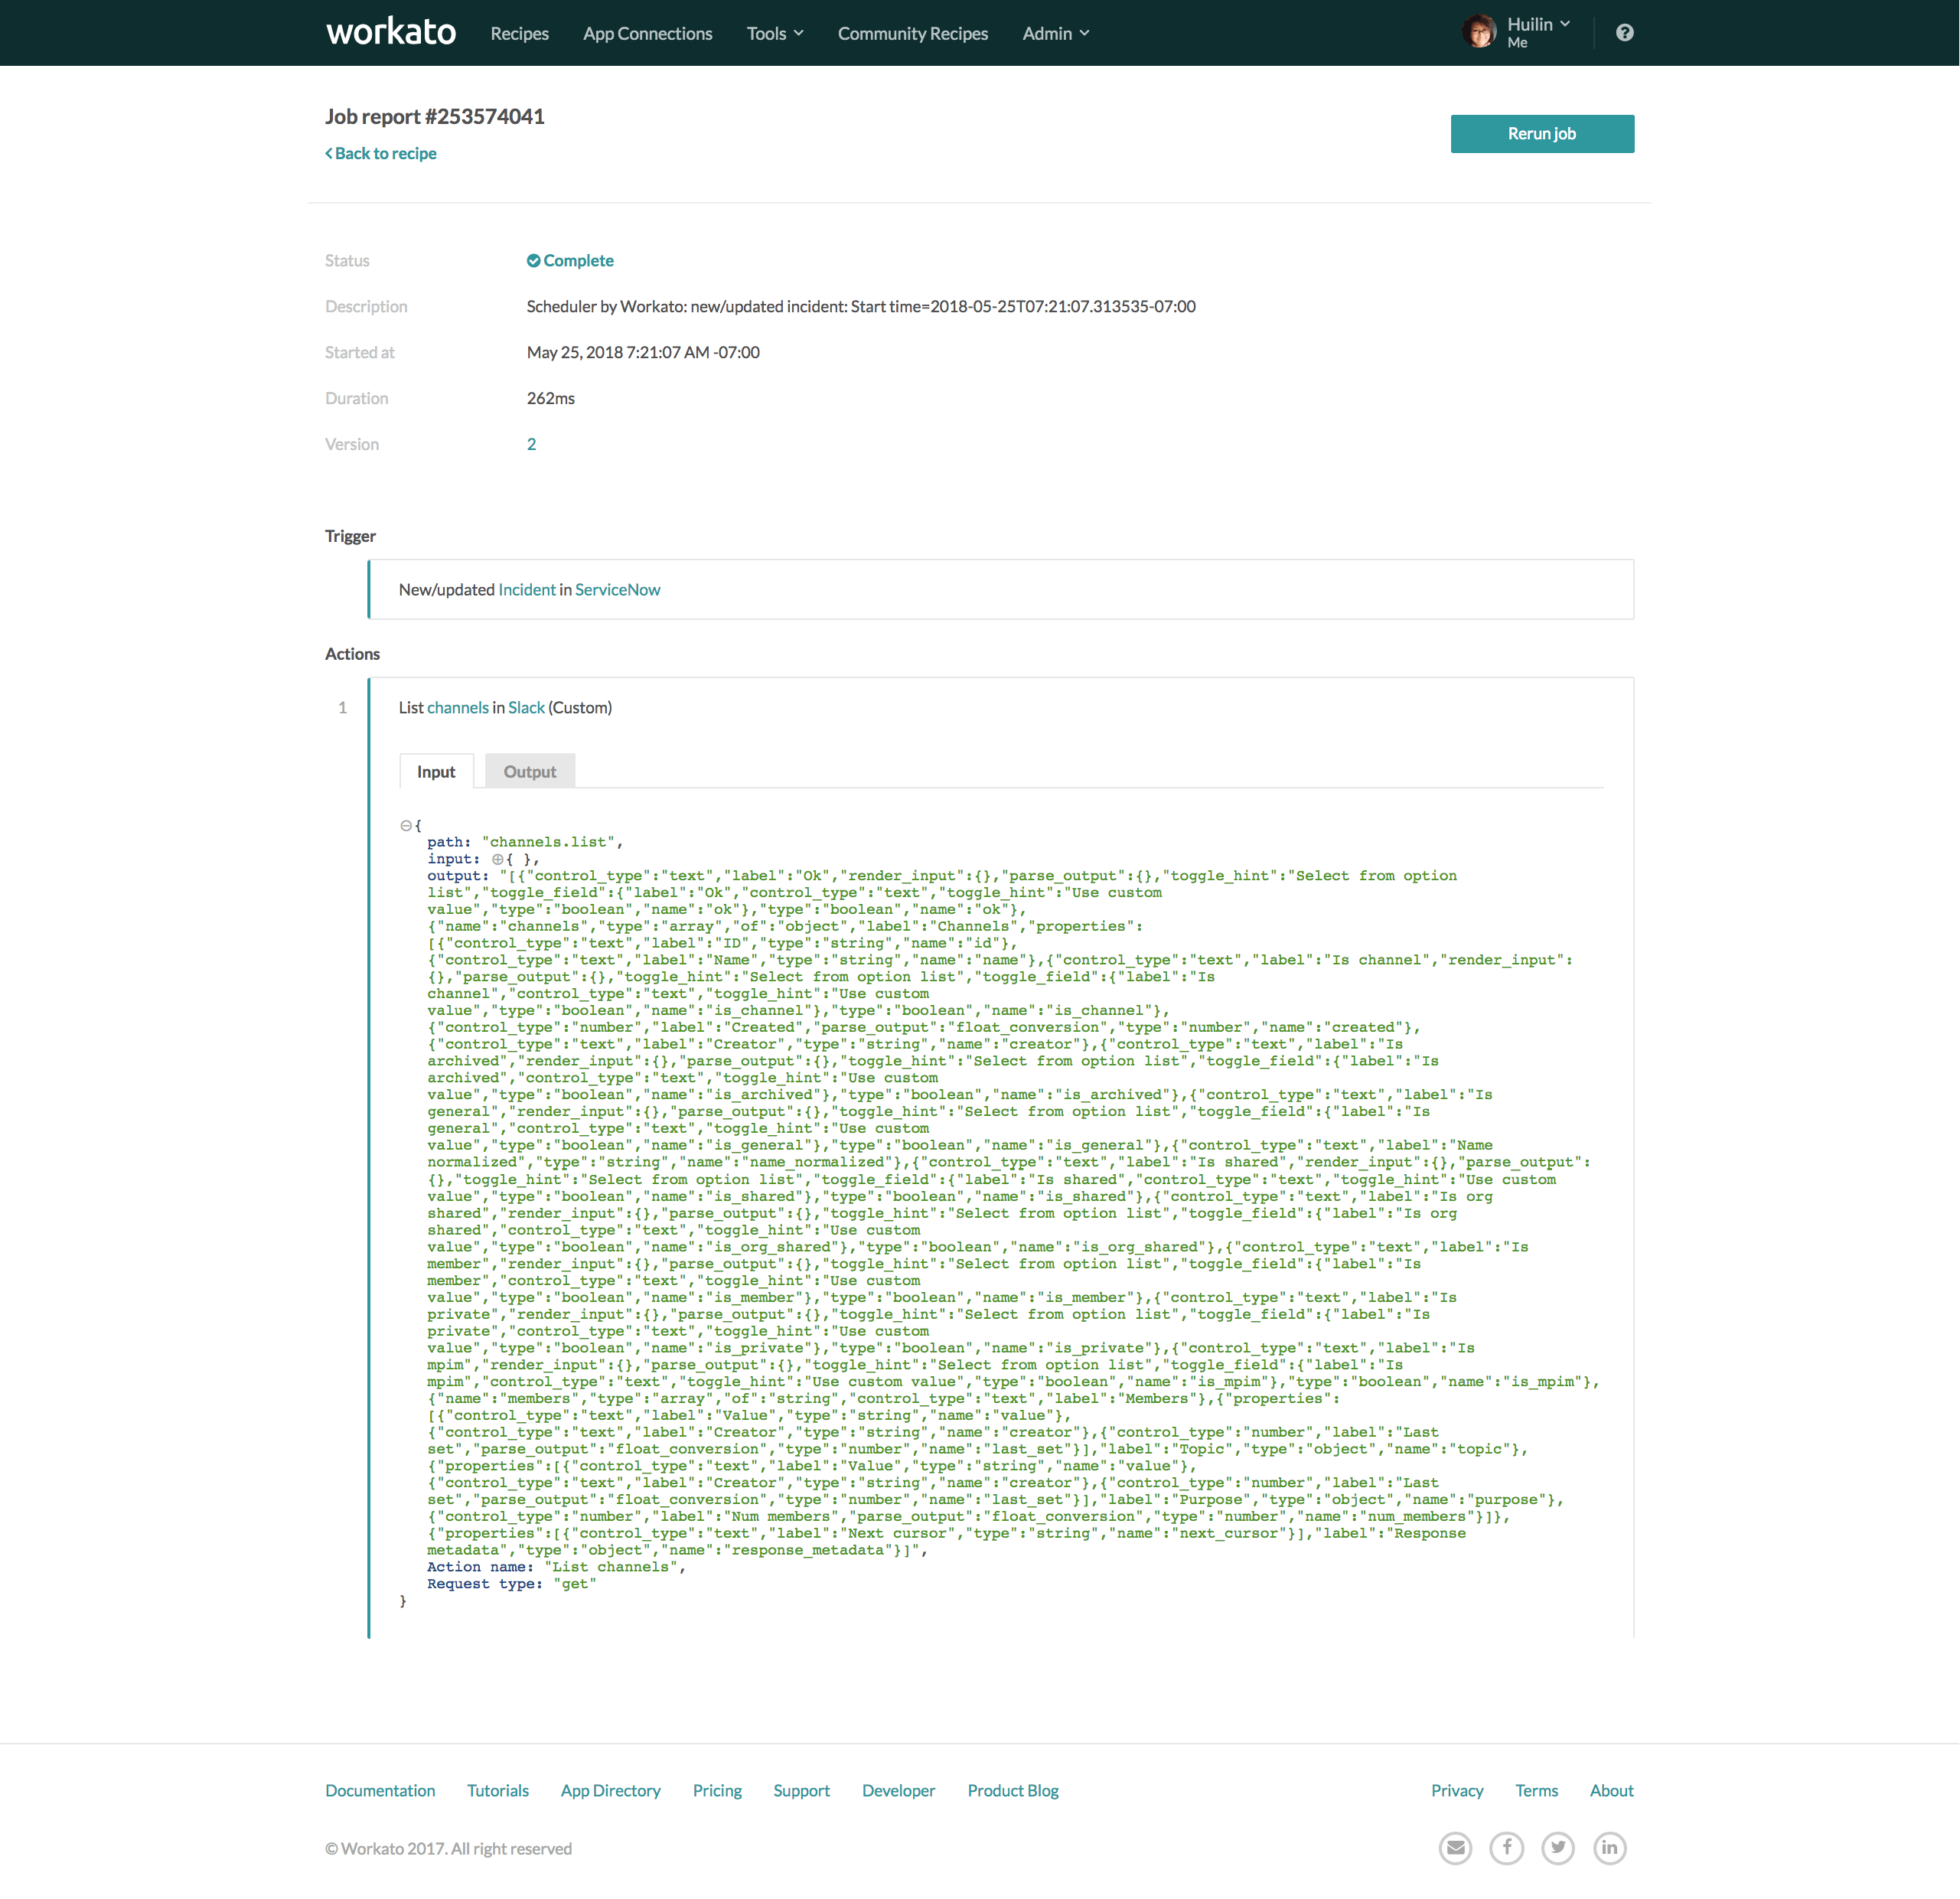 workato Recipes App Connections Tools Community Recipes Admin Huilin
Me
Job report #253574041
Rerun job
Back to recipe
Status Complete
Description Scheduler by Workato: new/updated incident: Start time=2018-05-25T07:21:07.313535-07:00
Started at May 25, 2018 7:21:07 AM -07:00
Duration 262ms
Version 2
Trigger
New/updated Incident in ServiceNow
Actions
1 List channels in Slack (Custom)
Input Output
{
path: "channels.list",
input: { },
output: "[{"control_type":"text","label":"Ok","render_input":{},"parse_output":{},"toggle_hint":"Select from option
list","toggle_field":{"label":"Ok","control_type":"text","toggle_hint":"Use custom
value","type":"boolean","name":"ok"},"type":"boolean","name":"ok"},
{"name":"channels","type":"array","of":"object","label":"Channels","properties":
[{"control_type":"text","label":"ID","type":"string","name":"id"},
{"control_type":"text","label":"Name","type":"string","name":"name"},{"control_type":"text","label":"Is channel","render_input":
{},"parse_output":{},"toggle_hint":"Select from option list","toggle_field":{"label":"Is
channel","control_type":"text","toggle_hint":"Use custom
value","type":"boolean","name":"is_channel"},"type":"boolean","name":"is_channel"},
{"control_type":"number","label":"Created","parse_output":"float_conversion","type":"number","name":"created"},
{"control_type":"text","label":"Creator","type":"string","name":"creator"},{"control_type":"text","label":"Is
archived","render_input":{},"parse_output":{},"toggle_hint":"Select from option list","toggle_field":{"label":"Is
archived","control_type":"text","toggle_hint":"Use custom
value","type":"boolean","name":"is_archived"},"type":"boolean","name":"is_archived"},{"control_type":"text","label":"Is
general","render_input":{},"parse_output":{},"toggle_hint":"Select from option list","toggle_field":{"label":"Is
general","control_type":"text","toggle_hint":"Use custom
value","type":"boolean","name":"is_general"},"type":"boolean","name":"is_general"},{"control_type":"text","label":"Name
normalized","type":"string","name":"name_normalized"},{"control_type":"text","label":"Is shared","render_input":{},"parse_output":
{},"toggle_hint":"Select from option list","toggle_field":{"label":"Is shared","control_type":"text","toggle_hint":"Use custom
value","type":"boolean","name":"is_shared"},"type":"boolean","name":"is_shared"},{"control_type":"text","label":"Is org
shared","render_input":{},"parse_output":{},"toggle_hint":"Select from option list","toggle_field":{"label":"Is org
shared","control_type":"text","toggle_hint":"Use custom
value","type":"boolean","name":"is_org_shared"},"type":"boolean","name":"is_org_shared"},{"control_type":"text","label":"Is
member","render_input":{},"parse_output":{},"toggle_hint":"Select from option list","toggle_field":{"label":"Is
member","control_type":"text","toggle_hint":"Use custom
value","type":"boolean","name":"is_member"},"type":"boolean","name":"is_member"},{"control_type":"text","label":"Is
private","render_input":{},"parse_output":{},"toggle_hint":"Select from option list","toggle_field":{"label":"Is
private","control_type":"text","toggle_hint":"Use custom
value","type":"boolean","name":"is_private"},"type":"boolean","name":"is_private"},{"control_type":"text","label":"Is
mpim","render_input":{},"parse_output":{},"toggle_hint":"Select from option list","toggle_field":{"label":"Is
mpim","control_type":"text","toggle_hint":"Use custom value","type":"boolean","name":"is_mpim"},"type":"boolean","name":"is_mpim"},
{"name":"members","type":"array","of":"string","control_type":"text","label":"Members"},{"properties":
[{"control_type":"text","label":"Value","type":"string","name":"value"},
{"control_type":"text","label":"Creator","type":"string","name":"creator"},{"control_type":"number","label":"Last
set","parse_output":"float_conversion","type":"number","name":"last_set"}],"label":"Topic","type":"object","name":"topic"},
{"properties":[{"control_type":"text","label":"Value","type":"string","name":"value"},
{"control_type":"text","label":"Creator","type":"string","name":"creator"},{"control_type":"number","label":"Last
set","parse_output":"float_conversion","type":"number","name":"last_set"}],"label":"Purpose","type":"object","name":"purpose"},
{"control_type":"number","label":"Num members","parse_output":"float_conversion","type":"number","name":"num_members"}]},
{"properties":[{"control_type":"text","label":"Next cursor","type":"string","name":"next_cursor"}],"label":"Response
metadata","type":"object","name":"response_metadata"}]",
Action name: "List channels",
Request type: "get"
}
Documentation Tutorials App Directory Pricing Support Developer Product Blog Privacy Terms About
© Workato 2017. All right reserved